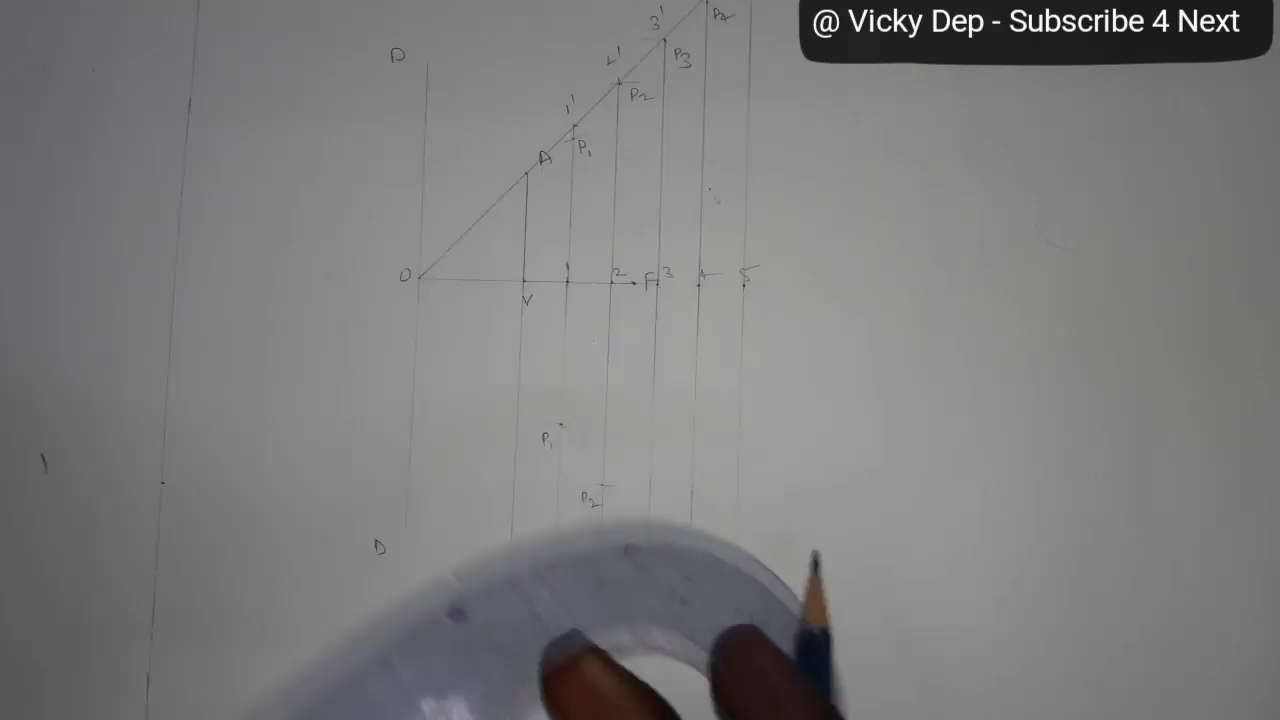 @ Vicky Dep - Subscribe 4 Next
D
3'
P4
2'
P3
P2
1'
A
P1
O
1
2
F
3
4
5
V
P1
P2
D